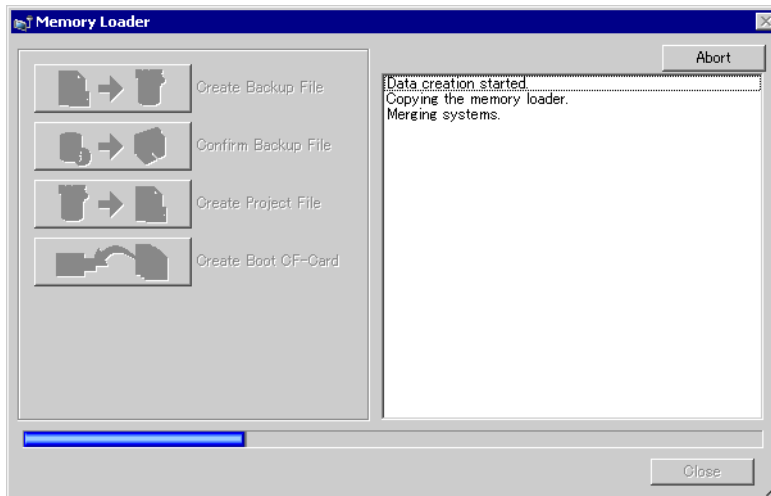 Memory Loader
Abort
Create Backup File
Confirm Backup File
Create Project File
Create Boot CF-Card
Data creation started.
Copying the memory loader.
Merging systems.
Close